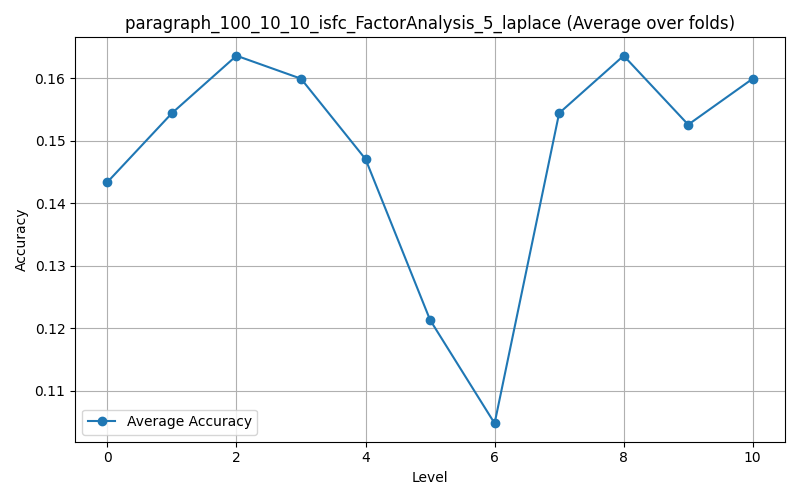 paragraph_100_10_10_isfc_FactorAnalysis_5_laplace (Average over folds)
Accuracy
0.16
0.15
0.14
0.13
0.12
0.11
Average Accuracy
0 2 4 6 8 10
Level